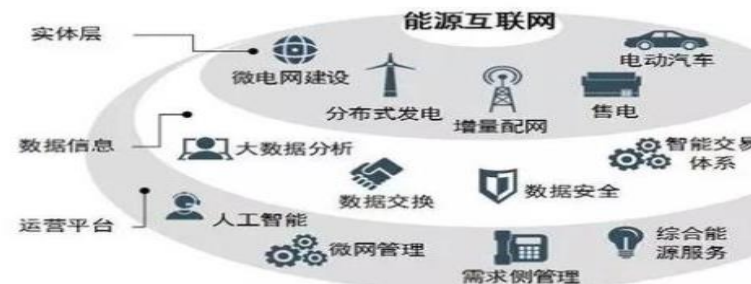 能源互联网
实体层
微电网建设
电动汽车
分布式发电
增量配网
售电
数据信息
大数据分析
智能交易
体系
数据交换
数据安全
运营平台
人工智能
微网管理
需求侧管理
综合能
源服务